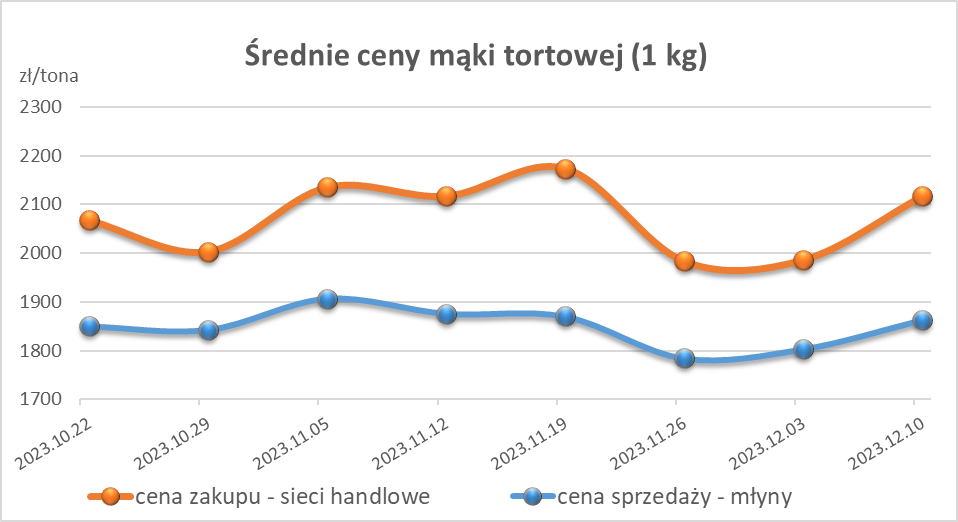 Średnie ceny mąki tortowej (1 kg)
zł/tona
2300
2200
2100
2000
1900
1800
1700
2023.10.22 2023.10.29 2023.11.05 2023.11.12 2023.11.19 2023.11.26 2023.12.03 2023.12.10
cena zakupu - sieci handlowe cena sprzedaży - młyny